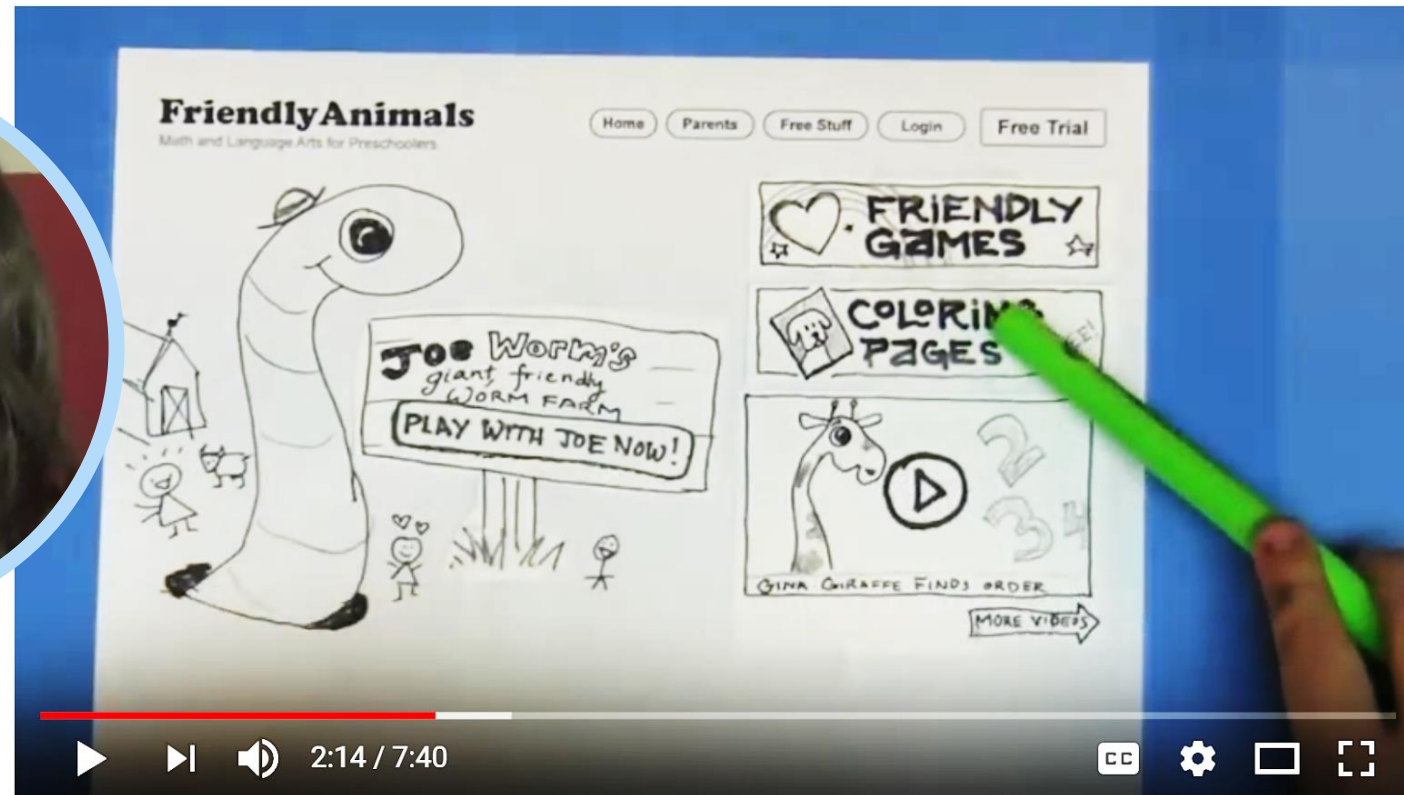 FriendlyAnimals
Math and Language Arts for Preschoolers
Home
Parents
Free Stuff
Login
Free Trial
FRiENDLY
GaMES
PaGES
Joe Worm's
giant, friendly
WORM FARM
PLAY WITH JOE NOW!
2
3
4
GINA GIRAFFE FINDS ORDER
MORE VIDEOS
2:14 / 7:40
CC